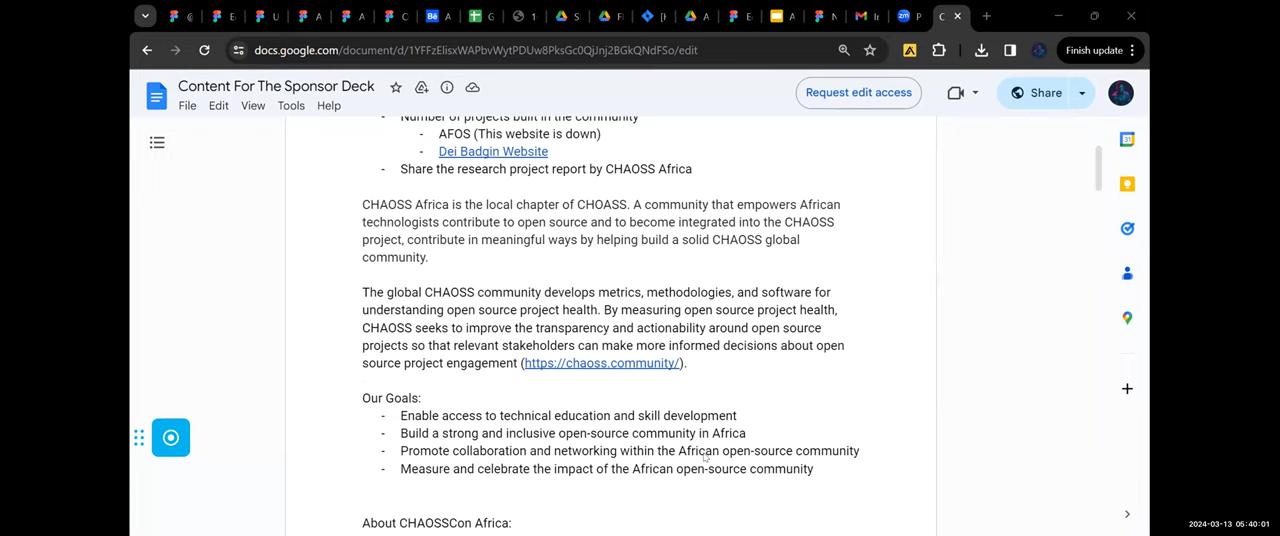 docs.google.com/document/d/1YFFzElisxWAPbvWytPDUw8PksGc0QjJnj2BGkQNdFSo/edit
Finish update
Content For The Sponsor Deck
File Edit View Tools Help
Request edit access
Share
- Number of projects built in the community
- AFOS (This website is down)
- Dei Badgin Website
- Share the research project report by CHAOSS Africa
CHAOSS Africa is the local chapter of CHOASS. A community that empowers African
technologists contribute to open source and to become integrated into the CHAOSS
project, contribute in meaningful ways by helping build a solid CHAOSS global
community.
The global CHAOSS community develops metrics, methodologies, and software for
understanding open source project health. By measuring open source project health,
CHAOSS seeks to improve the transparency and actionability around open source
projects so that relevant stakeholders can make more informed decisions about open
source project engagement (https://chaoss.community/).
Our Goals:
- Enable access to technical education and skill development
- Build a strong and inclusive open-source community in Africa
- Promote collaboration and networking within the African open-source community
- Measure and celebrate the impact of the African open-source community
About CHAOSSCon Africa:
2024-03-13 05:40:01